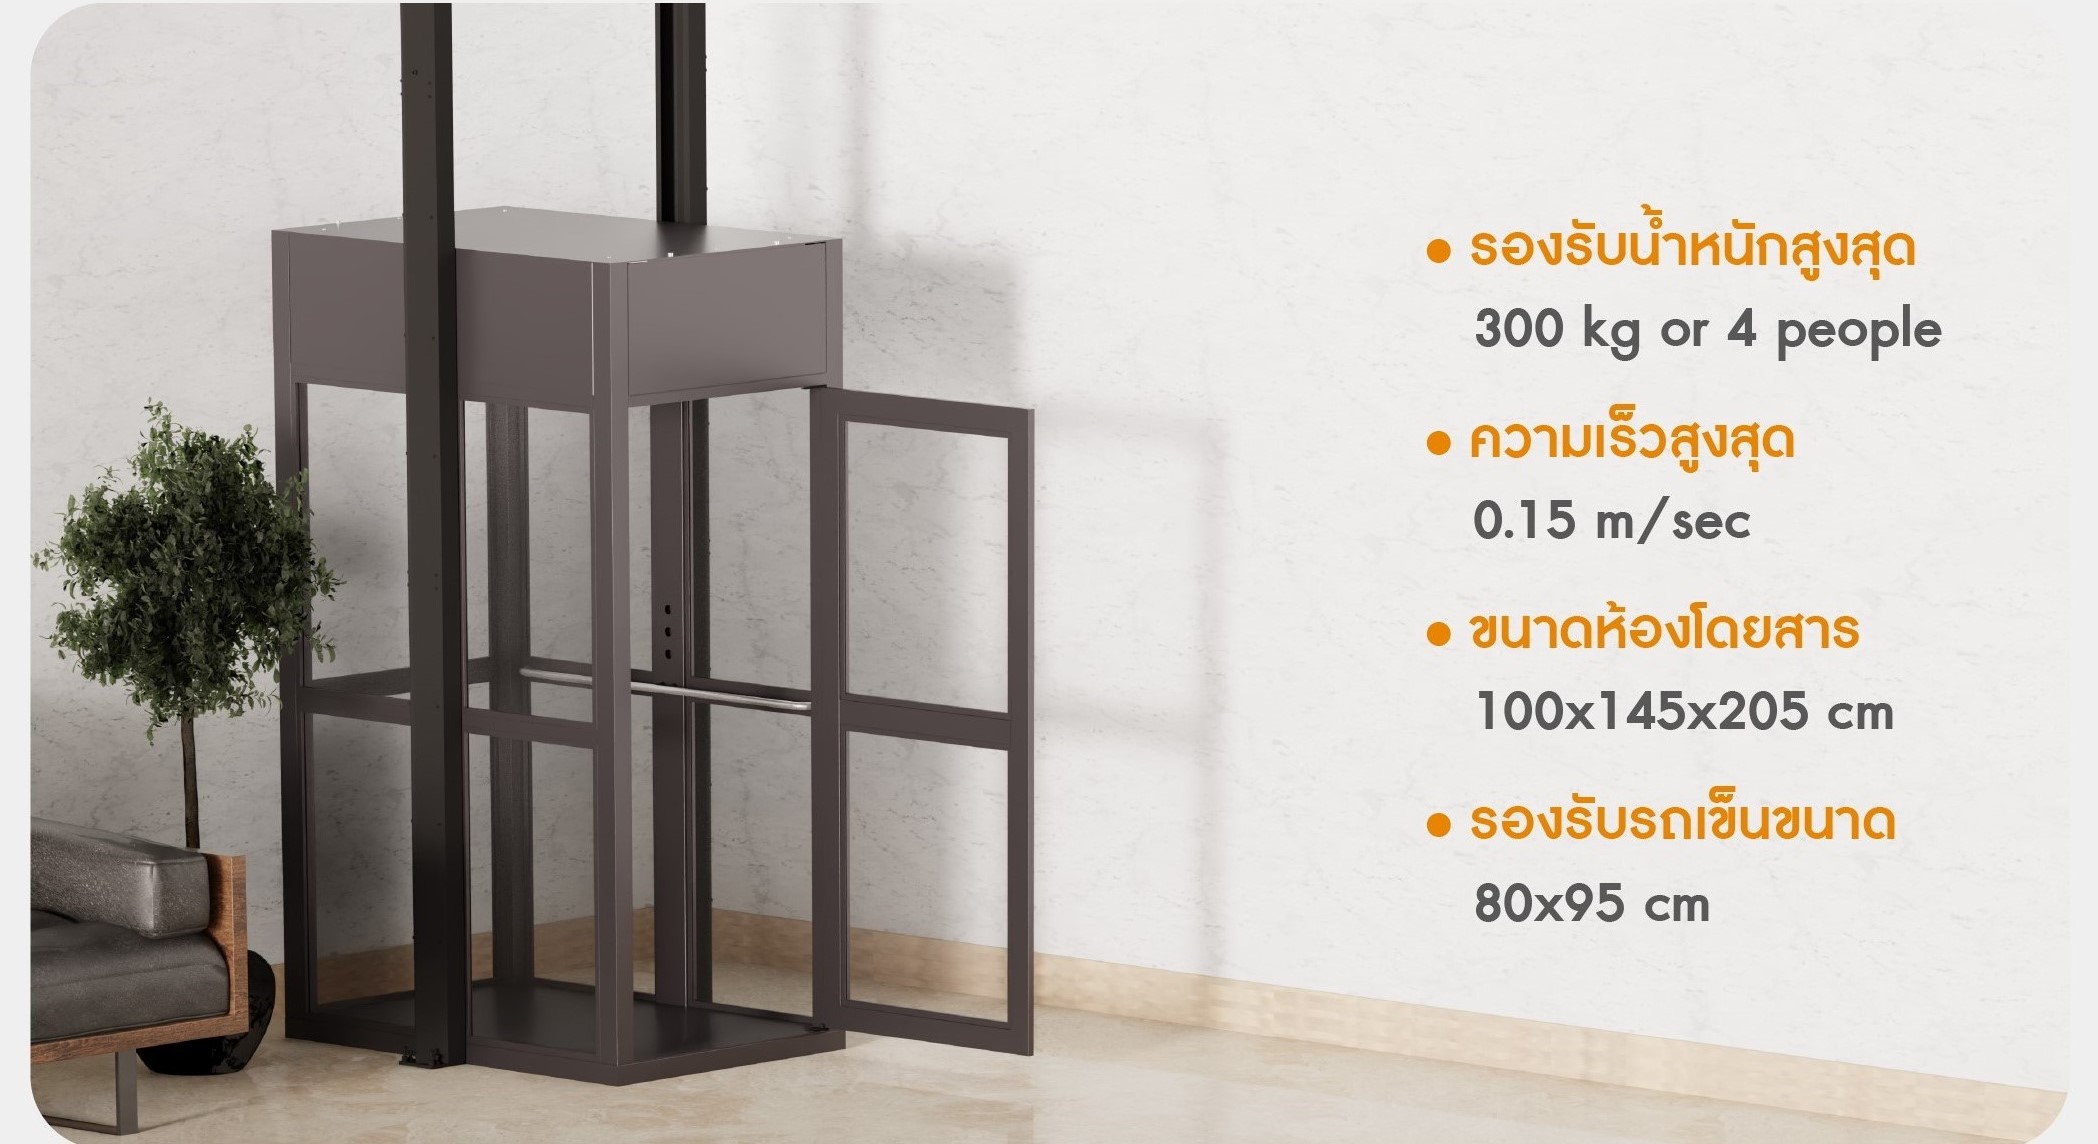 • รองรับน้ำหนักสูงสุด
300 kg or 4 people
• ความเร็วสูงสุด
0.15 m/sec
• ขนาดห้องโดยสาร
100x145x205 cm
• รองรับรถเข็นขนาด
80x95 cm